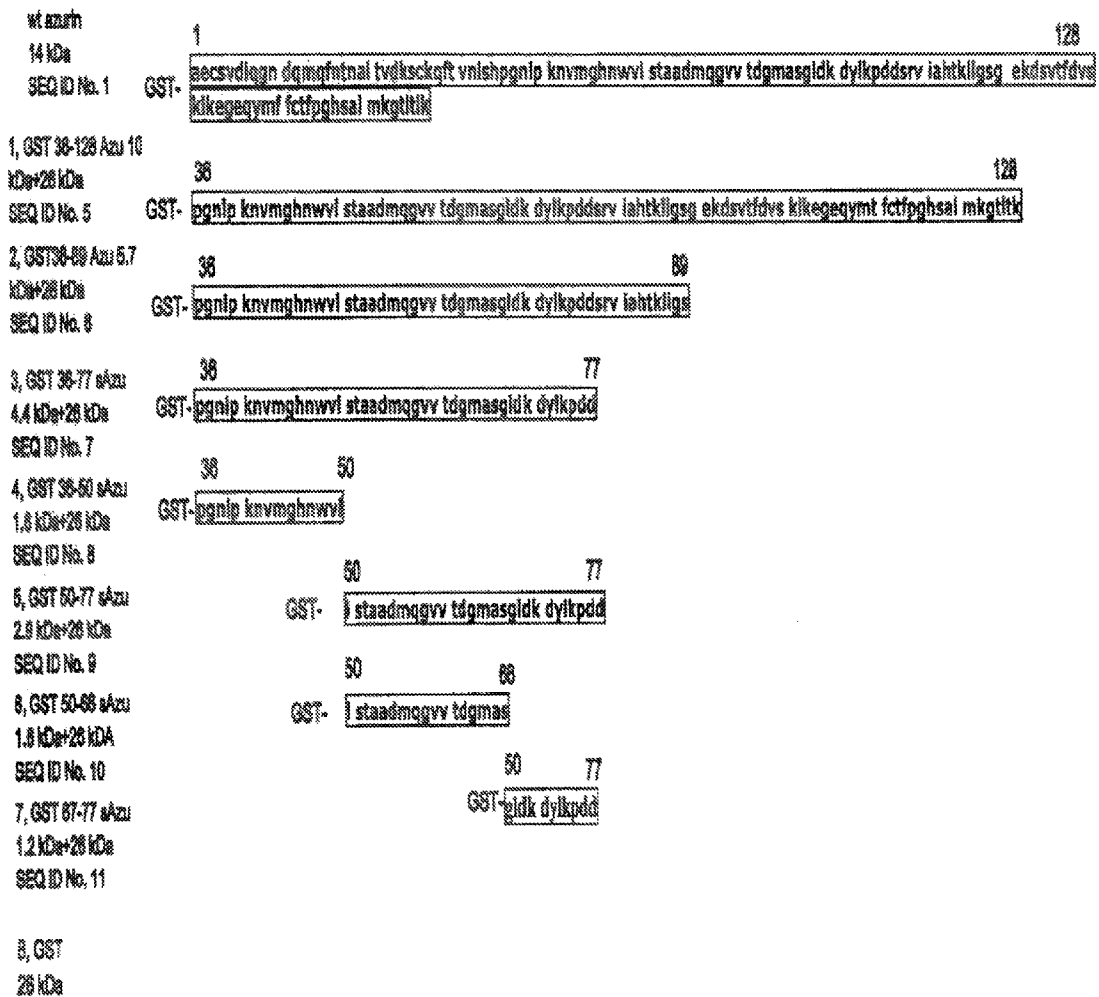 wt azurin
14 kDa
SEQ ID No. 1
1 128
GST- aecsvdiqgn dqmqfntnai tvdksckqft vnlshpgnlp knvmghnwvl staadmqgvv tdgmasgldk dylkpddsrv iahtkligsg ekdsvtfdvs
klkegeqymf fctfpghsal mkgtltlk
1, GST 36-128 Azu 10
kDa+26 kDa
SEQ ID No. 5
36 128
GST- pgnlp knvmghnwvl staadmqgvv tdgmasgldk dylkpddsrv iahtkligsg ekdsvtfdvs klkegeqymt fctfpghsal mkgtltlk
2, GST36-89 Azu 5.7
kDa+26 kDa
SEQ ID No. 6
36 89
GST- pgnlp knvmghnwvl staadmqgvv tdgmasgldk dylkpddsrv iahtkligs
3, GST 36-77 sAzu
4.4 kDa+26 kDa
SEQ ID No. 7
36 77
GST- pgnlp knvmghnwvl staadmqgvv tdgmasgldk dylkpdd
4, GST 36-50 sAzu
1.6 kDa+26 kDa
SEQ ID No. 8
36 50
GST- pgnlp knvmghnwvl
5, GST 50-77 sAzu
2.9 kDa+26 kDa
SEQ ID No. 9
50 77
GST- l staadmqgvv tdgmasgldk dylkpdd
6, GST 50-66 sAzu
1.8 kDa+26 kDA
SEQ ID No. 10
50 66
GST- l staadmqgvv tdgmas
7, GST 67-77 sAzu
1.2 kDa+26 kDa
SEQ ID No. 11
50 77
GST- gldk dylkpdd
8, GST
26 kDa